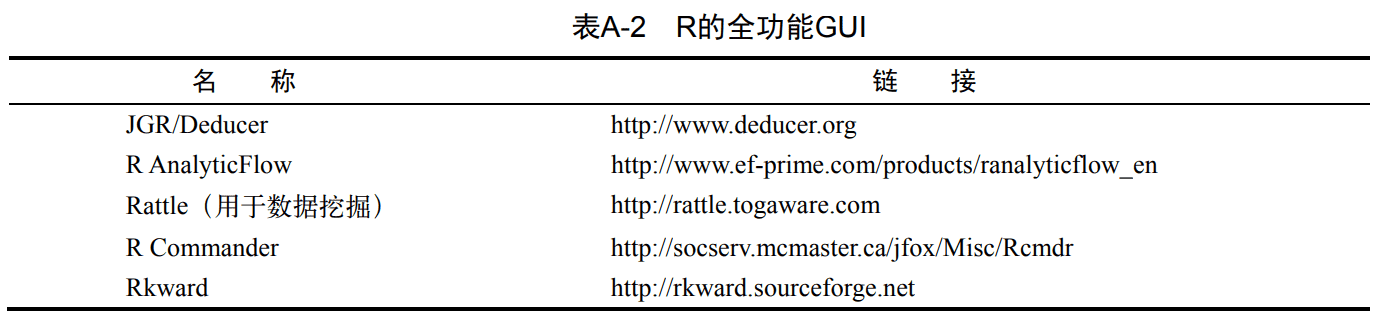 表A-2 R的全功能GUI
名 称 链 接
JGR/Deducer http://www.deducer.org
R AnalyticFlow http://www.ef-prime.com/products/ranalyticflow_en
Rattle（用于数据挖掘） http://rattle.togaware.com
R Commander http://socserv.mcmaster.ca/jfox/Misc/Rcmdr
Rkward http://rkward.sourceforge.net